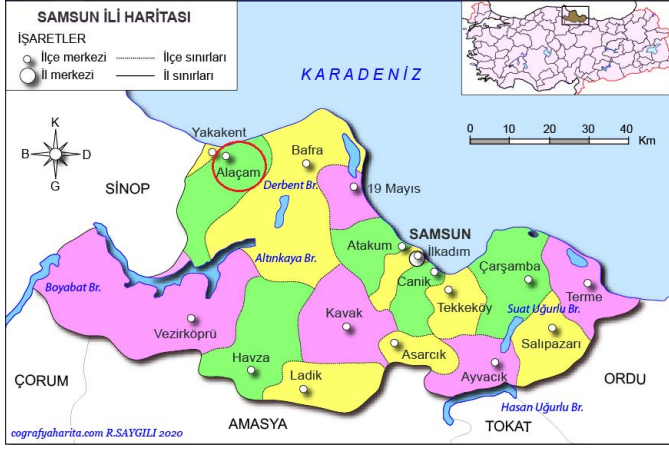 SAMSUN İLİ HARİTASI
İŞARETLER
İlçe merkezi
İlçe sınırları
İl merkezi
İl sınırları
KARADENİZ
0 10 20 40 Km
K
B
D
G
SİNOP
Yakakent
Alaçam
Bafra
Derbent Br.
19 Mayıs
SAMSUN
Atakum
İlkadım
Canik
Çarşamba
Tekkeköy
Terme
Altınkaya Br.
Boyabat Br.
Suat Uğurlu Br.
Vezirköprü
Kavak
Salıpazarı
Havza
Asarcık
Ladik
Ayvacık
ÇORUM
ORDU
Hasan Uğurlu Br.
AMASYA
TOKAT
cografyaharita.com R.SAYGILI 2020